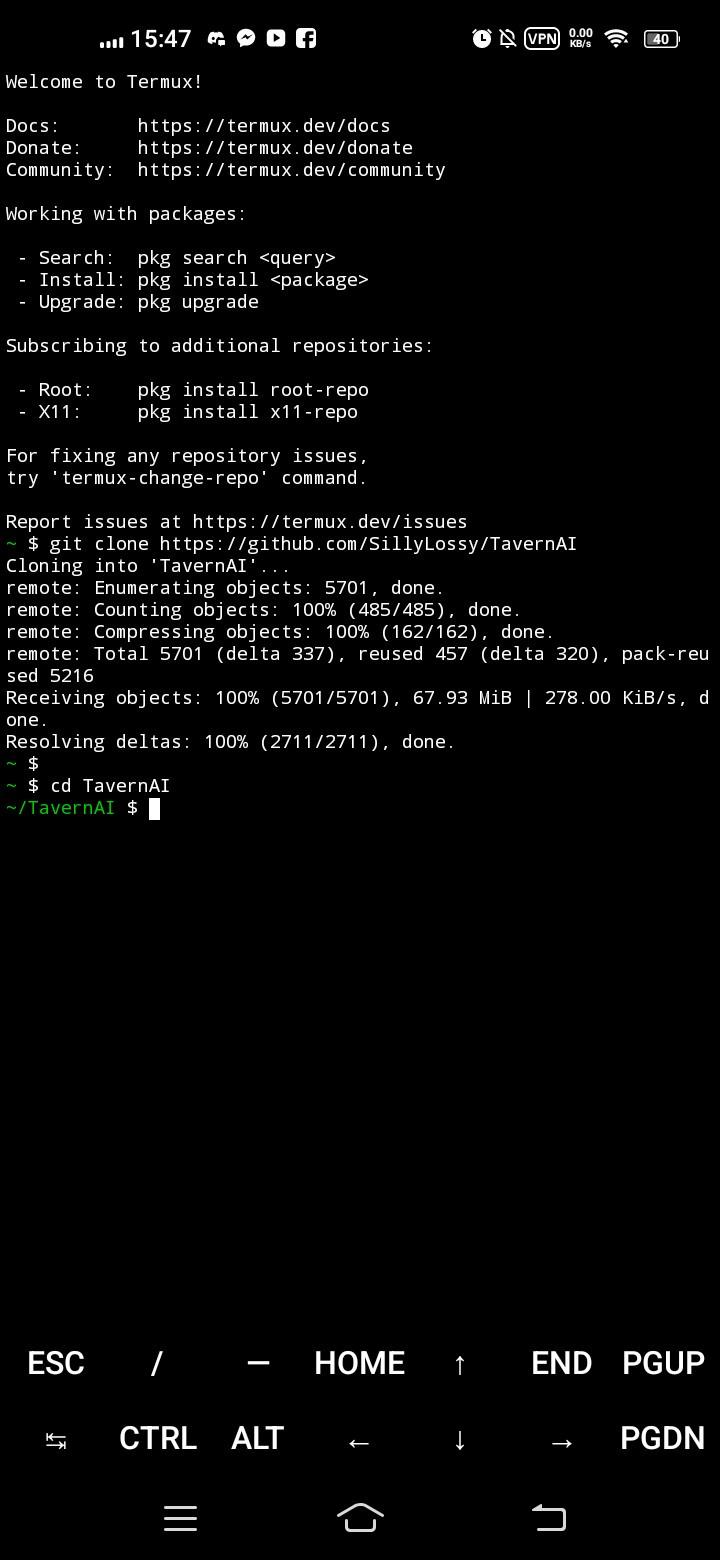 15:47 VPN 0.00 KB/s 40
Welcome to Termux!
Docs:       https://termux.dev/docs
Donate:     https://termux.dev/donate
Community:  https://termux.dev/community
Working with packages:
 - Search:  pkg search <query>
 - Install: pkg install <package>
 - Upgrade: pkg upgrade
Subscribing to additional repositories:
 - Root:    pkg install root-repo
 - X11:     pkg install x11-repo
For fixing any repository issues,
try 'termux-change-repo' command.
Report issues at https://termux.dev/issues
~ $ git clone https://github.com/SillyLossy/TavernAI
Cloning into 'TavernAI'...
remote: Enumerating objects: 5701, done.
remote: Counting objects: 100% (485/485), done.
remote: Compressing objects: 100% (162/162), done.
remote: Total 5701 (delta 337), reused 457 (delta 320), pack-reu
sed 5216
Receiving objects: 100% (5701/5701), 67.93 MiB | 278.00 KiB/s, d
one.
Resolving deltas: 100% (2711/2711), done.
~ $
~ $ cd TavernAI
~/TavernAI $
ESC / — HOME ↑ END PGUP
↹ CTRL ALT ← ↓ → PGDN